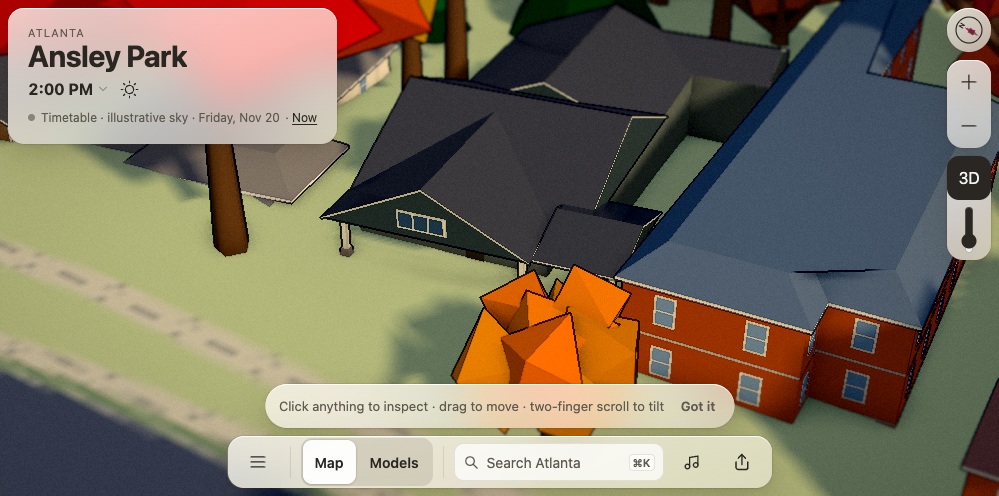 ATLANTA
Ansley Park
2:00 PM
Timetable · illustrative sky · Friday, Nov 20 · Now
N
+
−
3D
Click anything to inspect · drag to move · two-finger scroll to tilt Got it
Map Models Search Atlanta ⌘K